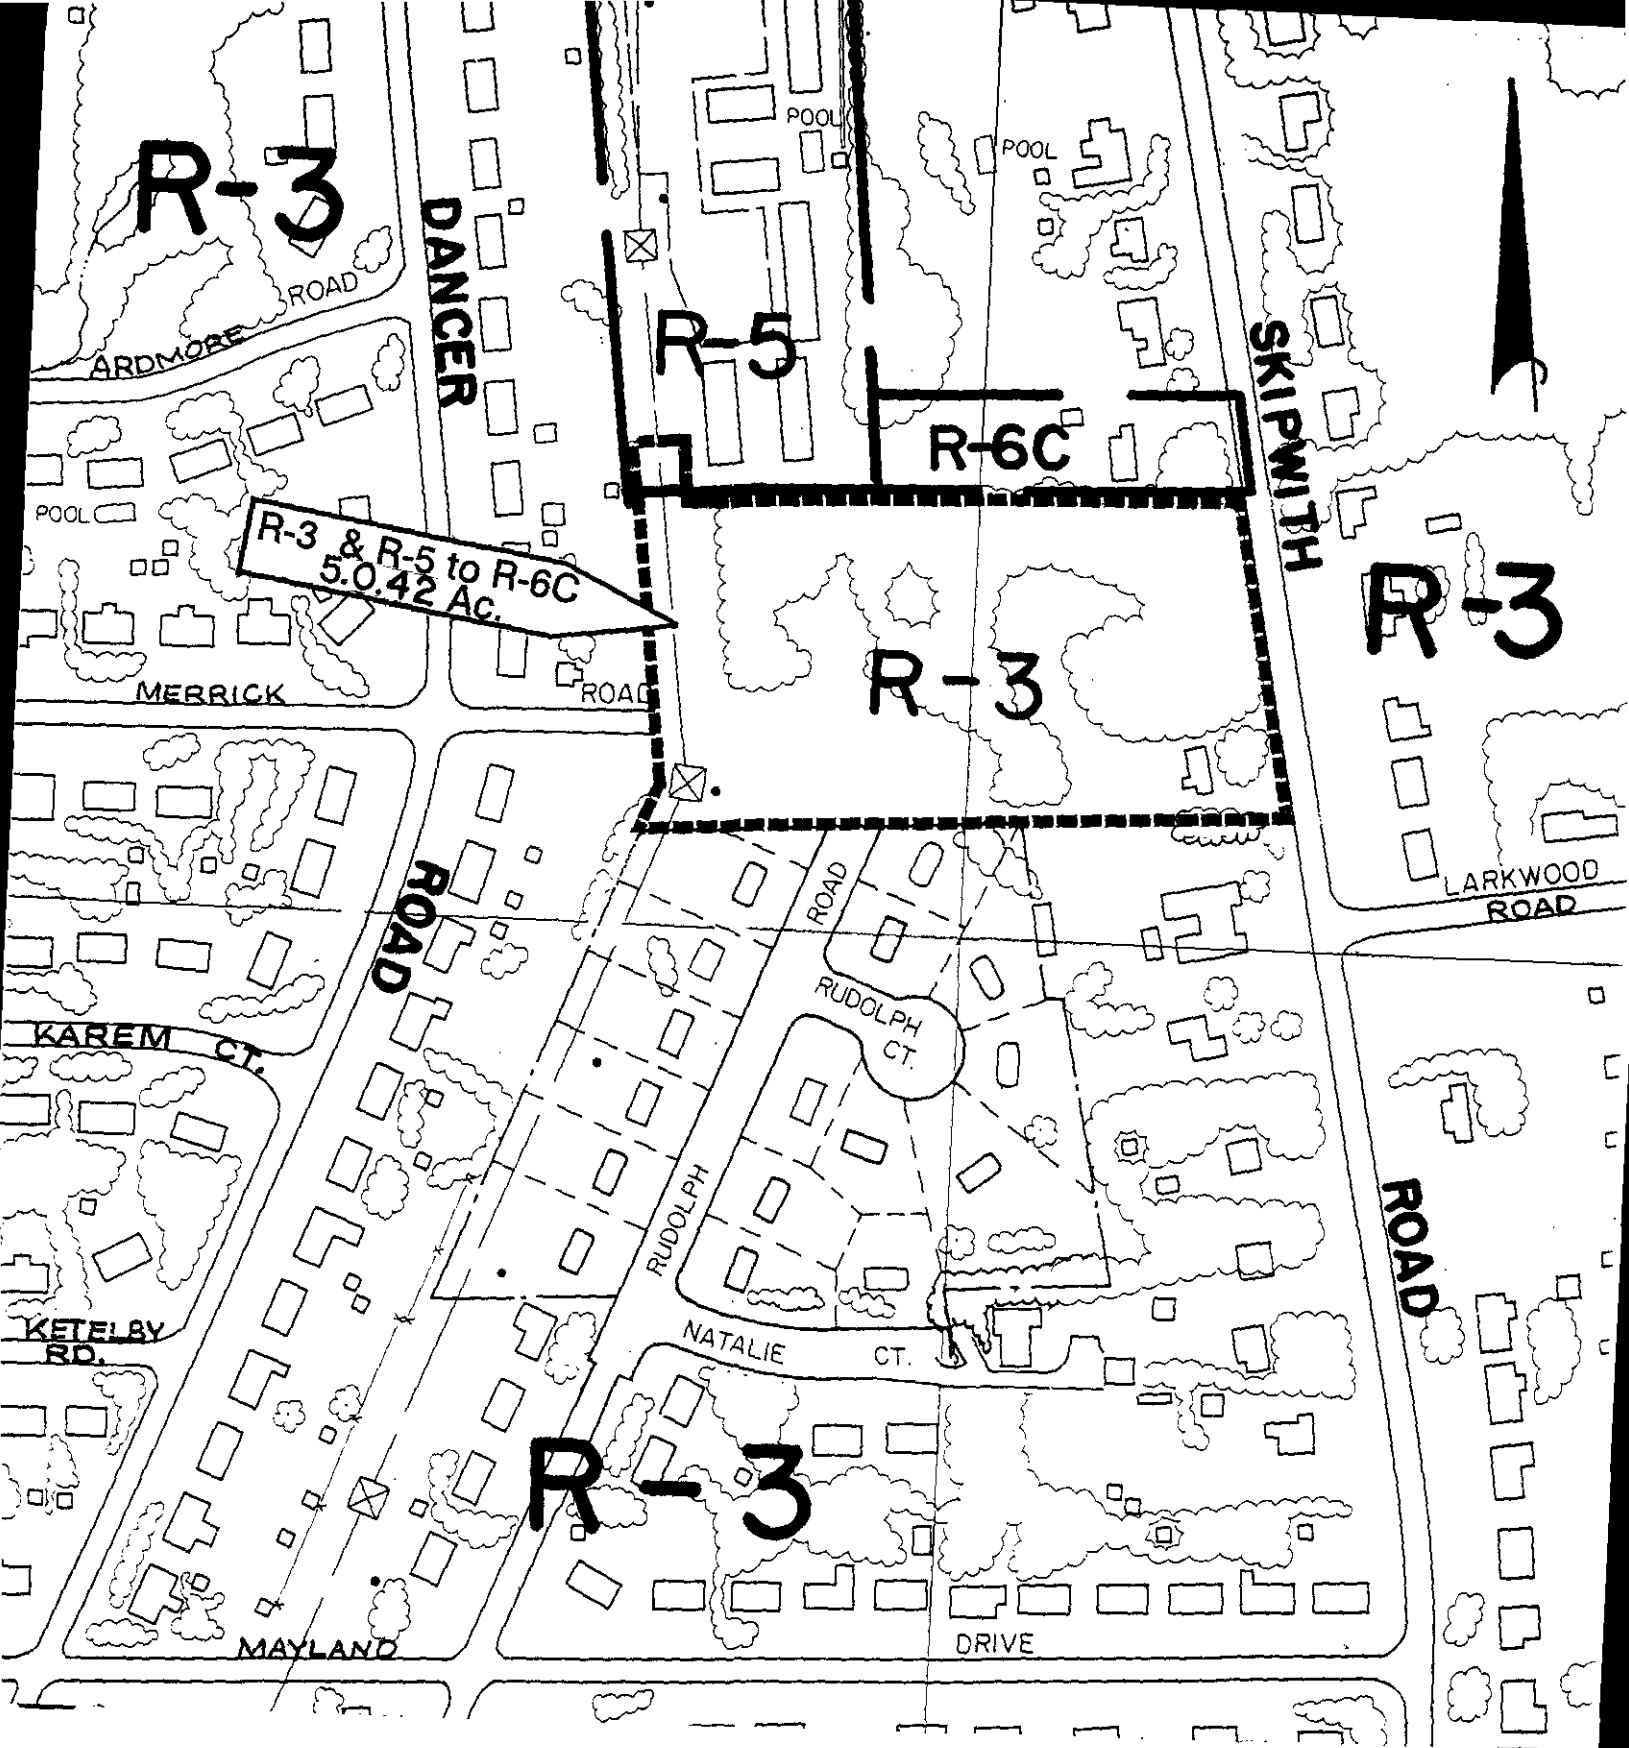 POOL
POOL
R-3
DANCER
ROAD
ARDMORE
R-5
SKIPWITH
R-6C
POOL
R-3 & R-5 to R-6C
5.0.42 Ac.
R-3
R-3
MERRICK
ROAD
ROAD
ROAD
LARKWOOD
ROAD
RUDOLPH
CT.
KAREM CT.
RUDOLPH
ROAD
KETELBY
RD.
NATALIE CT.
R-3
MAYLAND
DRIVE